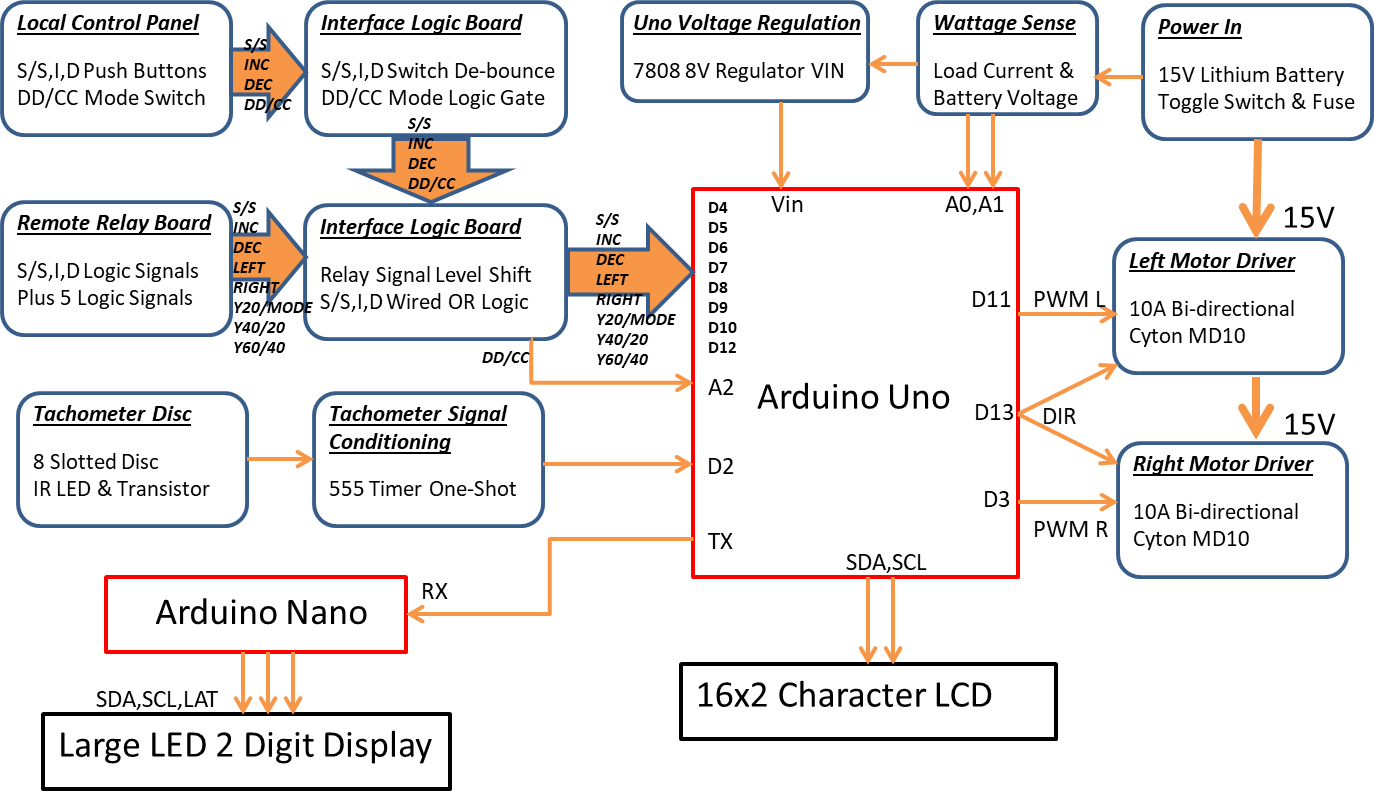 Local Control Panel
S/S,I,D Push Buttons
DD/CC Mode Switch
S/S
INC
DEC
DD/CC
Interface Logic Board
S/S,I,D Switch De-bounce
DD/CC Mode Logic Gate
S/S
INC
DEC
DD/CC
Uno Voltage Regulation
7808 8V Regulator VIN
Wattage Sense
Load Current &
Battery Voltage
Power In
15V Lithium Battery
Toggle Switch & Fuse
Remote Relay Board
S/S,I,D Logic Signals
Plus 5 Logic Signals
S/S
INC
DEC
LEFT
RIGHT
Y20/MODE
Y40/20
Y60/40
Interface Logic Board
Relay Signal Level Shift
S/S,I,D Wired OR Logic
S/S
INC
DEC
LEFT
RIGHT
Y20/MODE
Y40/20
Y60/40
DD/CC
Vin
A0,A1
D4
D5
D6
D7
D8
D9
D10
D12
A2
D2
TX
Arduino Uno
D11
D13
D3
SDA,SCL
PWM L
DIR
PWM R
15V
Left Motor Driver
10A Bi-directional
Cyton MD10
15V
Right Motor Driver
10A Bi-directional
Cyton MD10
Tachometer Disc
8 Slotted Disc
IR LED & Transistor
Tachometer Signal
Conditioning
555 Timer One-Shot
RX
Arduino Nano
SDA,SCL,LAT
Large LED 2 Digit Display
16x2 Character LCD